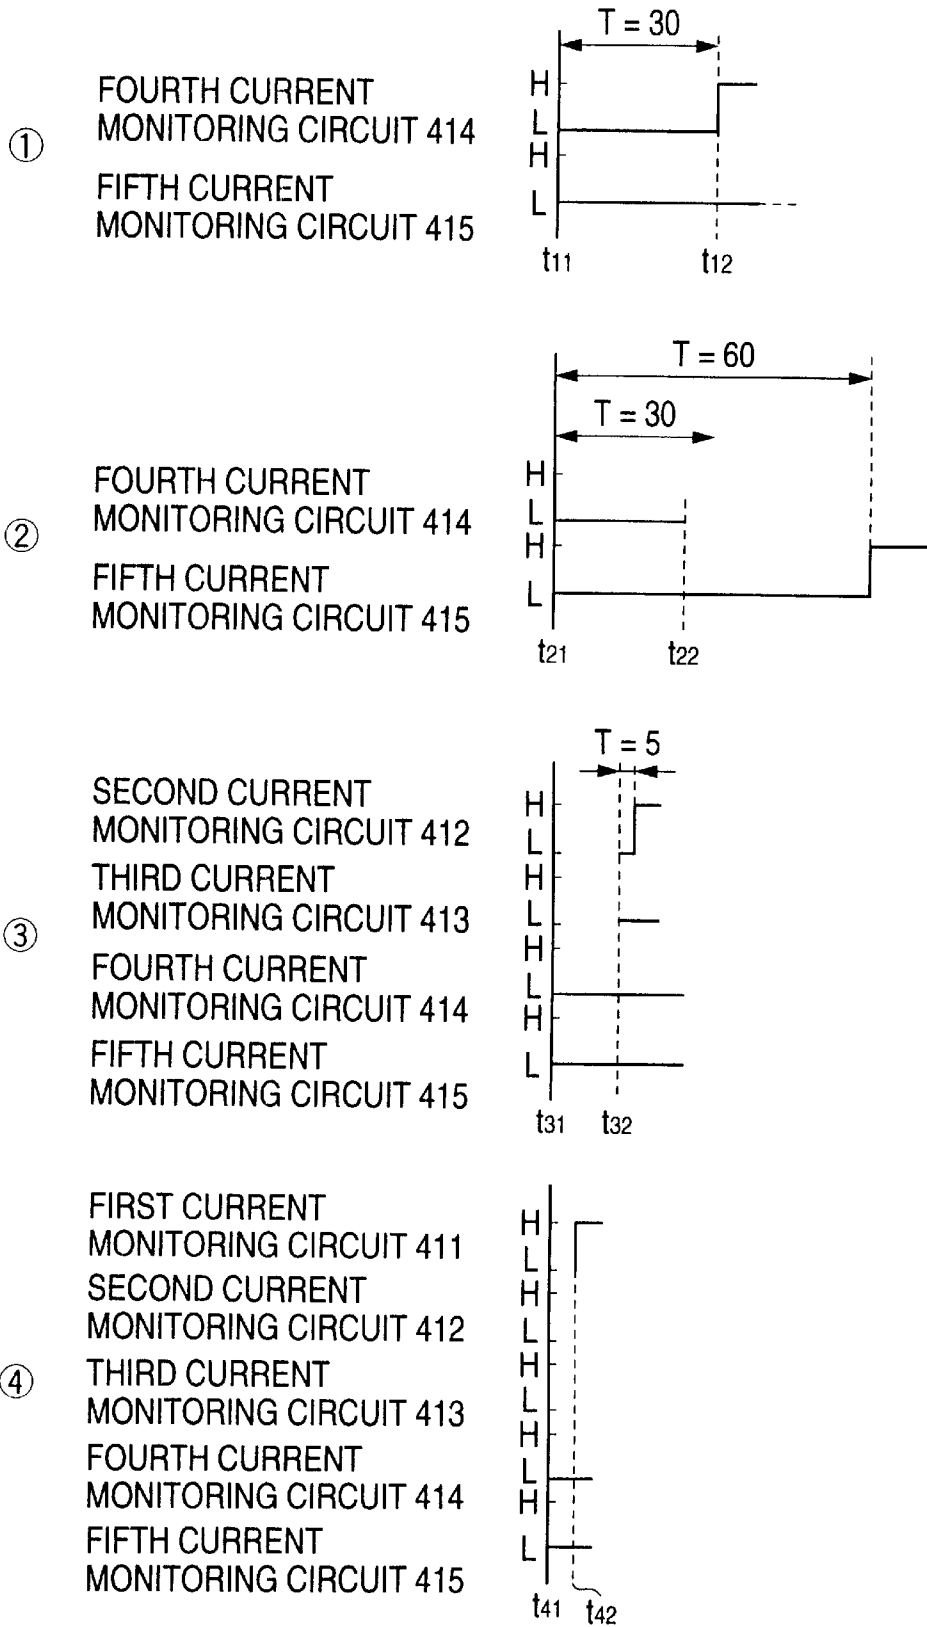 T = 30
①
FOURTH CURRENT
MONITORING CIRCUIT 414
H
L
FIFTH CURRENT
MONITORING CIRCUIT 415
H
L
t11
t12
T = 60
T = 30
②
FOURTH CURRENT
MONITORING CIRCUIT 414
H
L
FIFTH CURRENT
MONITORING CIRCUIT 415
H
L
t21
t22
T = 5
③
SECOND CURRENT
MONITORING CIRCUIT 412
H
L
THIRD CURRENT
MONITORING CIRCUIT 413
H
L
FOURTH CURRENT
MONITORING CIRCUIT 414
H
L
FIFTH CURRENT
MONITORING CIRCUIT 415
H
L
t31
t32
④
FIRST CURRENT
MONITORING CIRCUIT 411
H
L
SECOND CURRENT
MONITORING CIRCUIT 412
H
L
THIRD CURRENT
MONITORING CIRCUIT 413
H
L
FOURTH CURRENT
MONITORING CIRCUIT 414
H
L
FIFTH CURRENT
MONITORING CIRCUIT 415
H
L
t41
t42